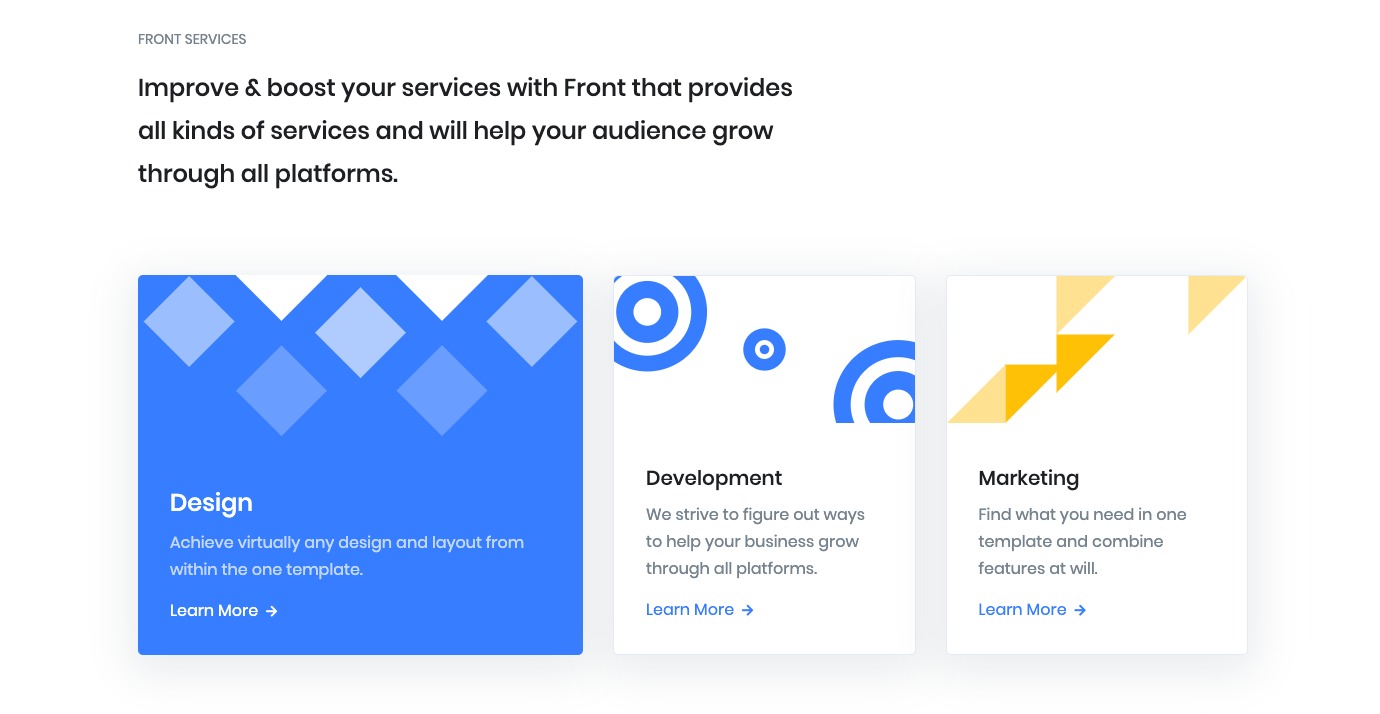 FRONT SERVICES
Improve & boost your services with Front that provides
all kinds of services and will help your audience grow
through all platforms.
Design
Achieve virtually any design and layout from
within the one template.
Learn More →
Development
We strive to figure out ways
to help your business grow
through all platforms.
Learn More →
Marketing
Find what you need in one
template and combine
features at will.
Learn More →